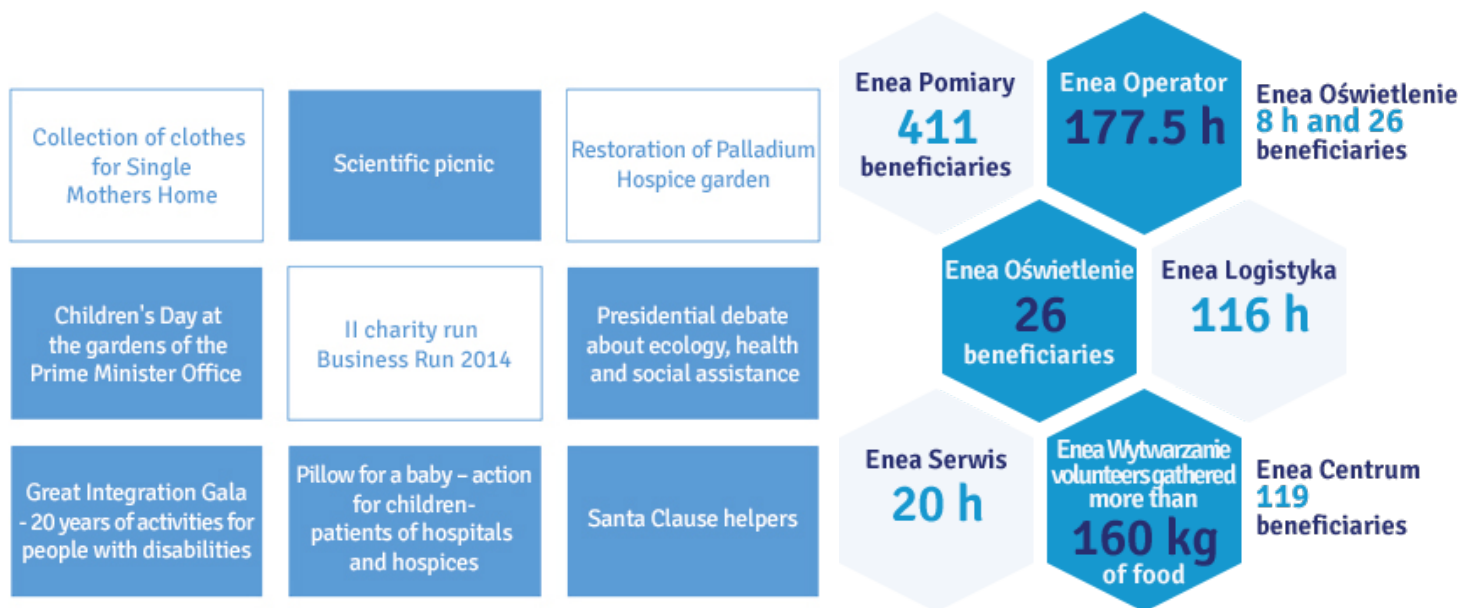 Collection of clothes
for Single
Mothers Home
Scientific picnic
Restoration of Palladium
Hospice garden
Children's Day at
the gardens of the
Prime Minister Office
II charity run
Business Run 2014
Presidential debate
about ecology, health
and social assistance
Great Integration Gala
- 20 years of activities for
people with disabilities
Pillow for a baby – action
for children-
patients of hospitals
and hospices
Santa Clause helpers
Enea Pomiary
411
beneficiaries
Enea Operator
177.5 h
Enea Oświetlenie
8 h and 26
beneficiaries
Enea Oświetlenie
26
beneficiaries
Enea Logistyka
116 h
Enea Serwis
20 h
Enea Wytwarzanie
volunteers gathered
more than
160 kg
of food
Enea Centrum
119
beneficiaries